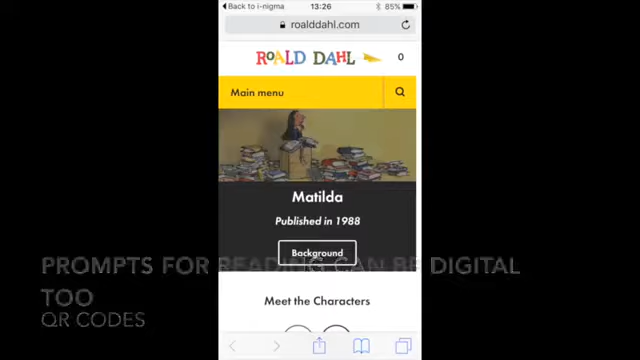 Back to i-nigma 13:26 85%
roalddahl.com
ROALD DAHL 0
Main menu
Matilda
Published in 1988
Background
PROMPTS FOR READING CAN BE DIGITAL
TOO
QR CODES
Meet the Characters